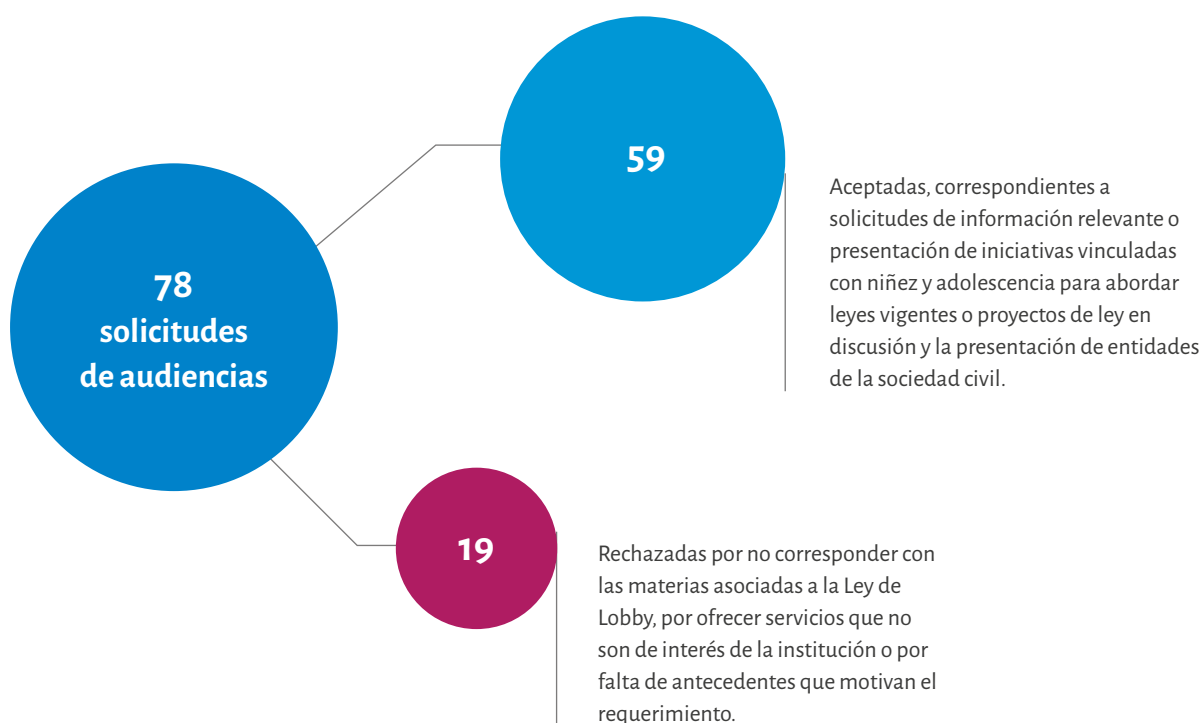 78
solicitudes
de audiencias
59
Aceptadas, correspondientes a
solicitudes de información relevante o
presentación de iniciativas vinculadas
con niñez y adolescencia para abordar
leyes vigentes o proyectos de ley en
discusión y la presentación de entidades
de la sociedad civil.
19
Rechazadas por no corresponder con
las materias asociadas a la Ley de
Lobby, por ofrecer servicios que no
son de interés de la institución o por
falta de antecedentes que motivan el
requerimiento.